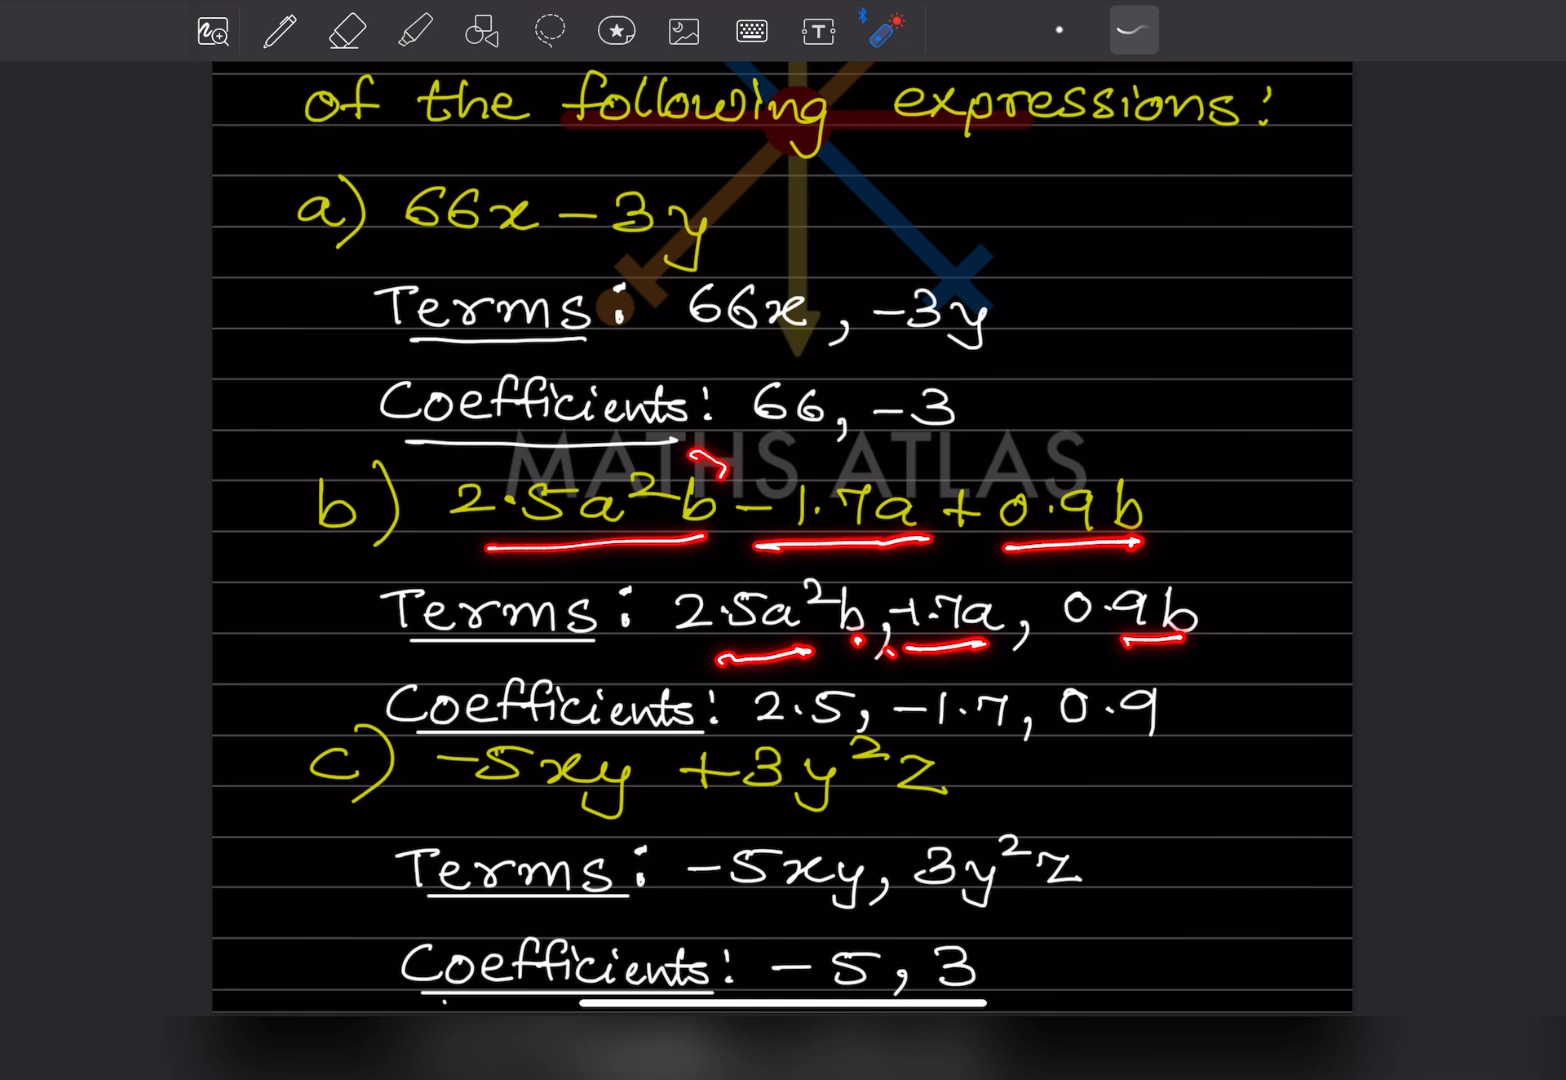 of the following expressions:
a) 66x - 3y
Terms: 66x, -3y
Coefficients: 66, -3
MATHS ATLAS
b) 2.5a²b - 1.7a + 0.9b
Terms: 2.5a²b, -1.7a, 0.9b
Coefficients: 2.5, -1.7, 0.9
c) -5xy + 3y²z
Terms: -5xy, 3y²z
Coefficients: -5, 3